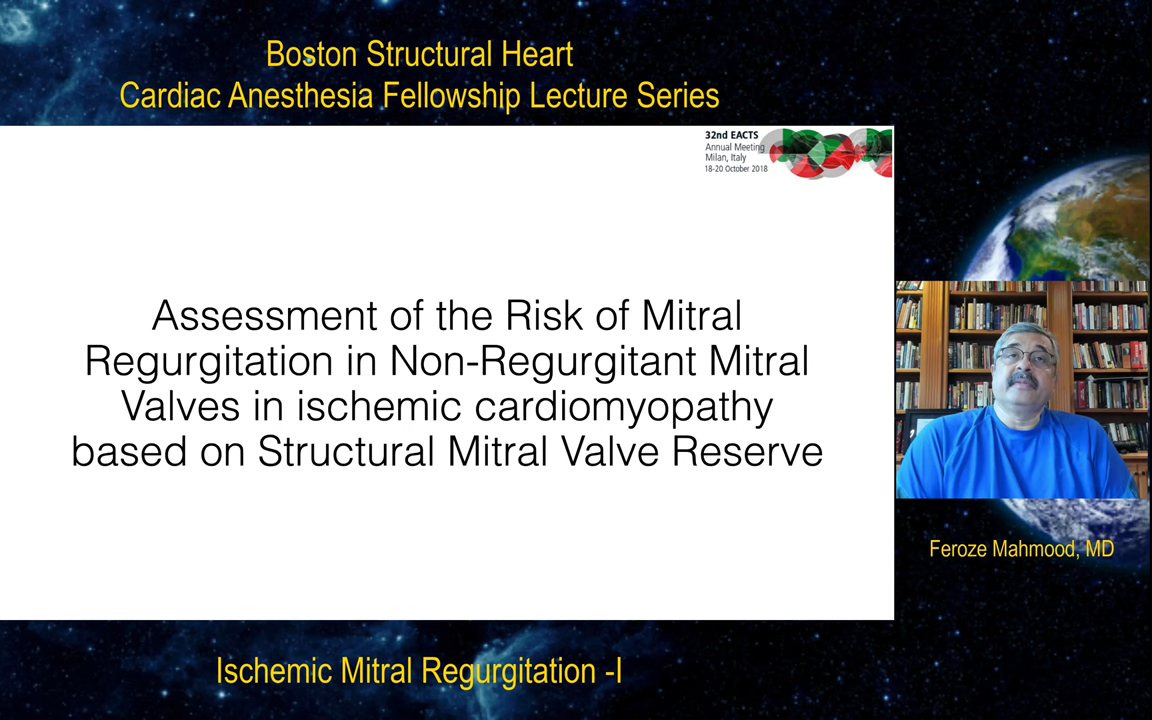 Boston Structural Heart
Cardiac Anesthesia Fellowship Lecture Series
32nd EACTS
Annual Meeting
Milan, Italy
18-20 October 2018
Assessment of the Risk of Mitral
Regurgitation in Non-Regurgitant Mitral
Valves in ischemic cardiomyopathy
based on Structural Mitral Valve Reserve
Feroze Mahmood, MD
Ischemic Mitral Regurgitation -I